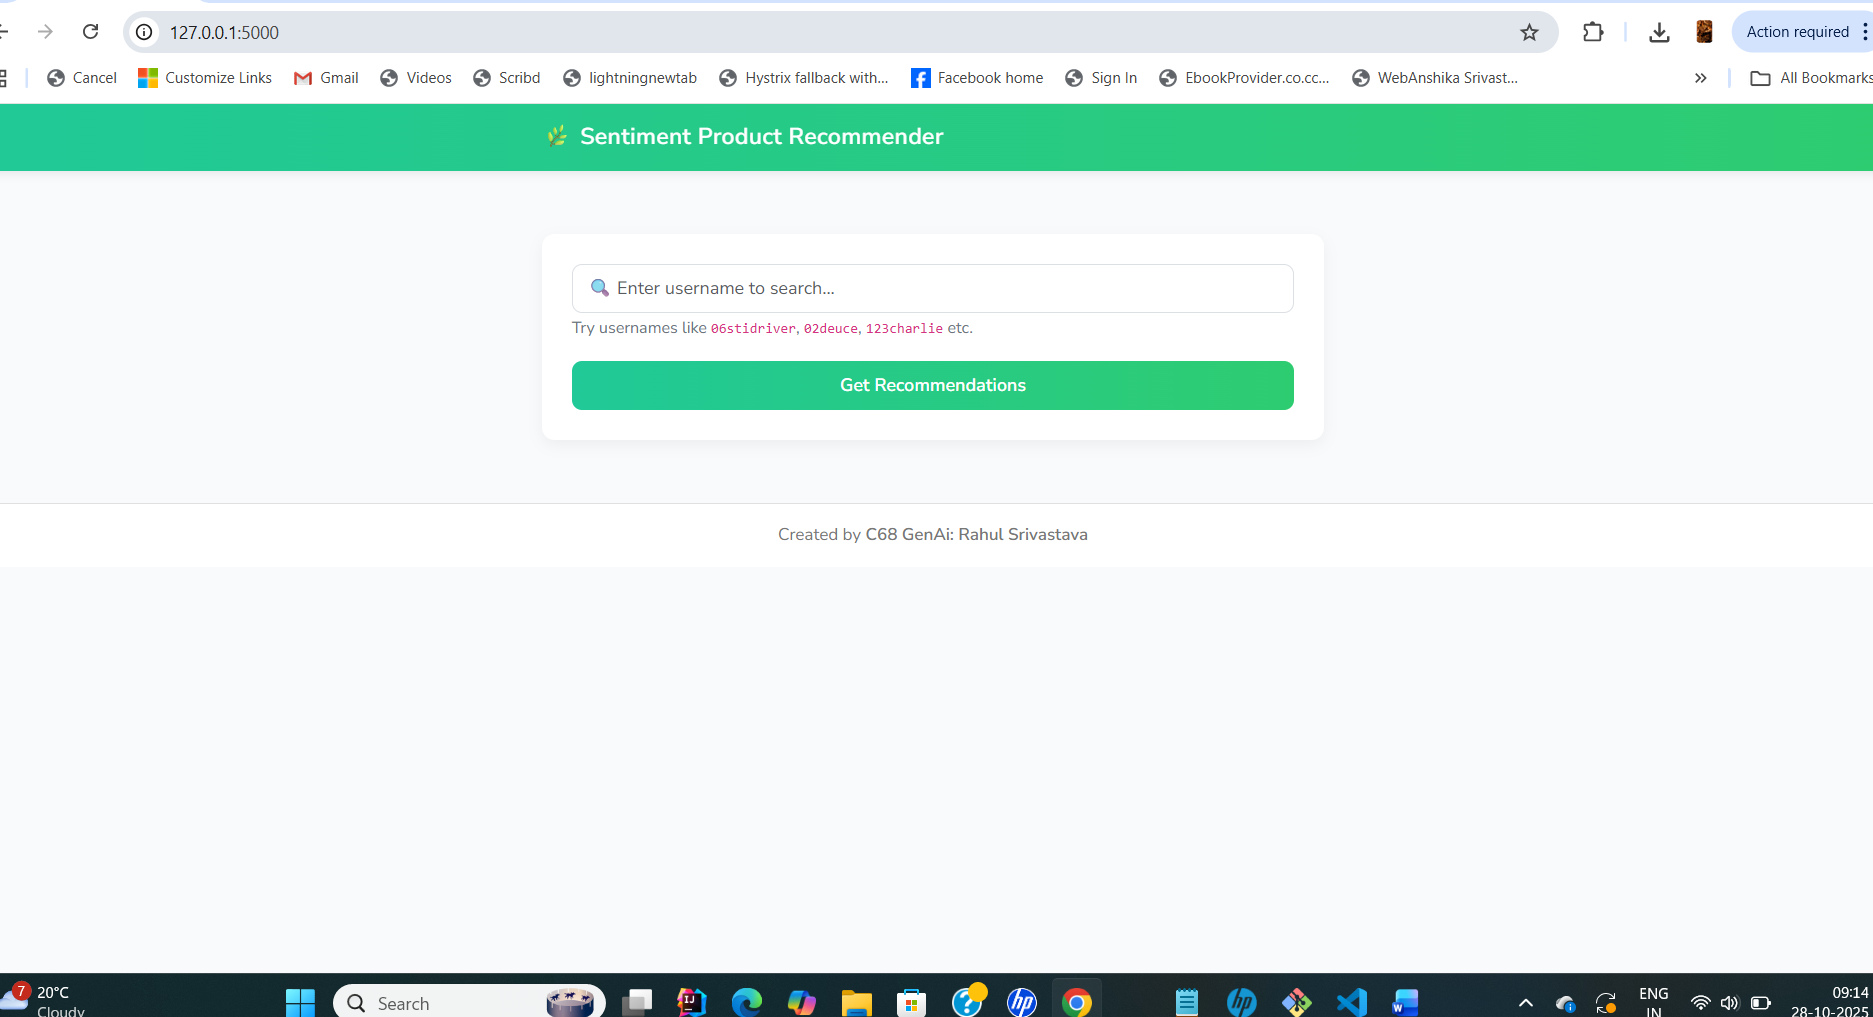 127.0.0.1:5000
Action required
Cancel Customize Links Gmail Videos Scribd lightningnewtab Hystrix fallback with... Facebook home Sign In EbookProvider.co.cc... WebAnshika Srivast... » All Bookmarks
Sentiment Product Recommender
Enter username to search...
Try usernames like 06stidriver, 02deuce, 123charlie etc.
Get Recommendations
Created by C68 GenAi: Rahul Srivastava
7
20°C
Cloudy
Search
ENG
IN
09:14
28-10-2025